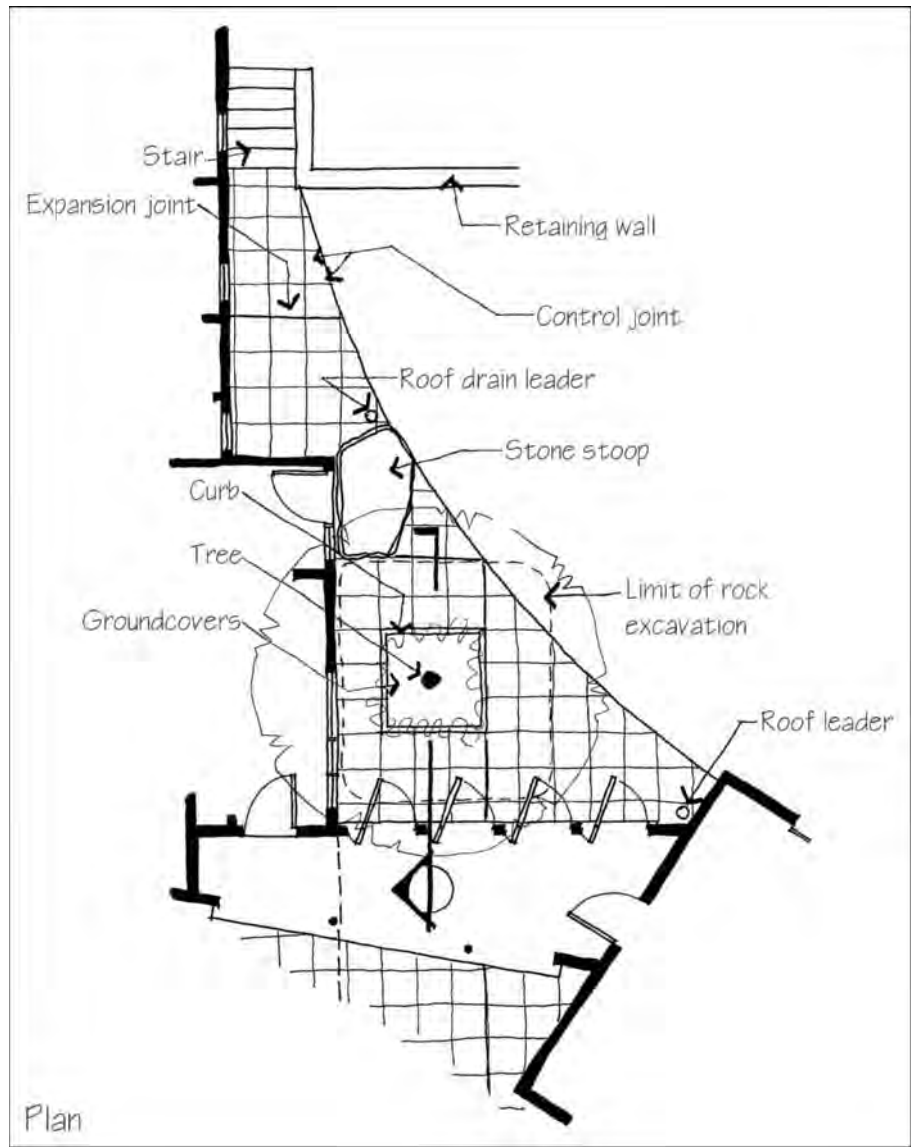 Stair
Expansion joint
Retaining wall
Control joint
Roof drain leader
Stone stoop
Curb
Tree
Groundcovers
Limit of rock
excavation
Roof leader
Plan